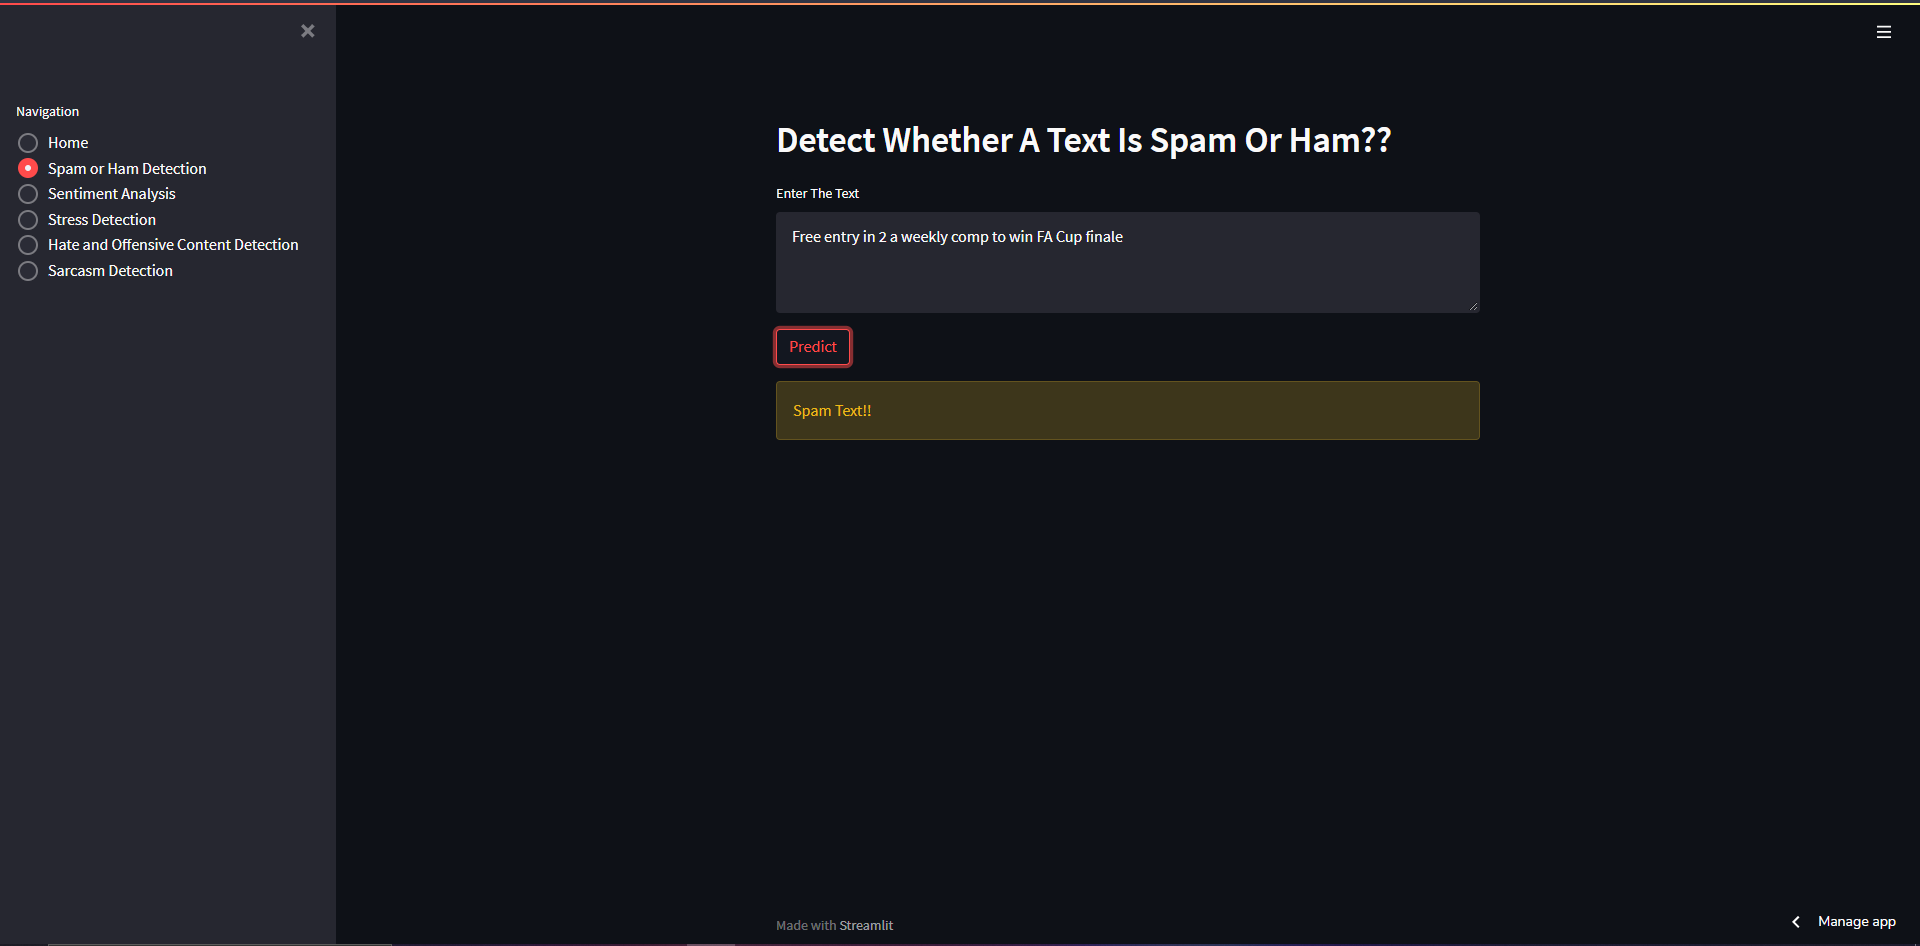 Navigation
Home
Spam or Ham Detection
Sentiment Analysis
Stress Detection
Hate and Offensive Content Detection
Sarcasm Detection
Detect Whether A Text Is Spam Or Ham??
Enter The Text
Free entry in 2 a weekly comp to win FA Cup finale
Predict
Spam Text!!
Made with Streamlit
Manage app